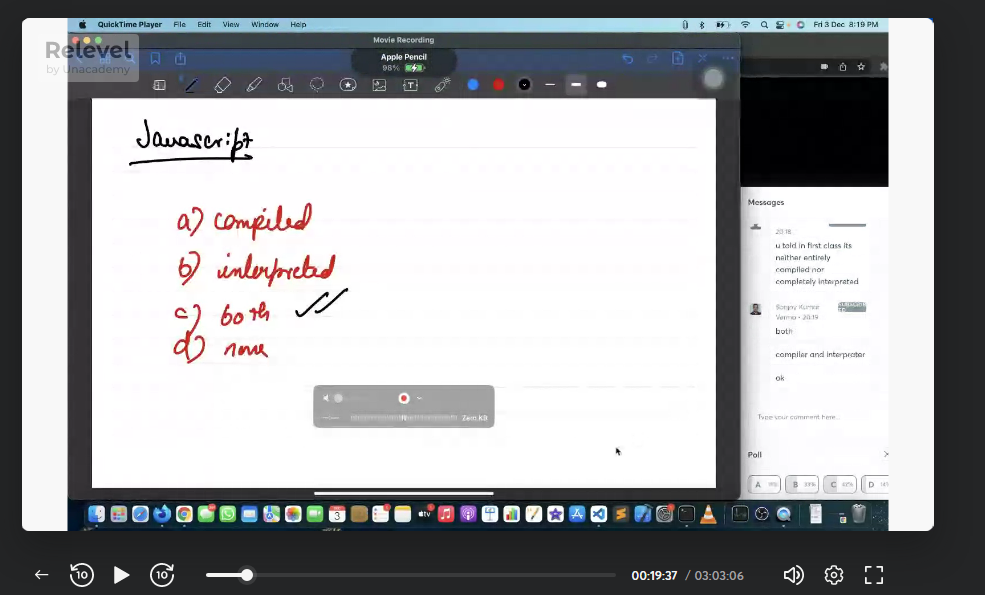 QuickTime Player File Edit View Window Help Fri 3 Dec 8:19 PM
Movie Recording
Relevel
by Unacademy
Apple Pencil
98%
Javascript
a) compiled
b) interpreted
c) both
d) none
Zero KB
Messages
20:18
u told in first class its
neither entirely
compiled nor
completely interpreted
Sanjay Kumar
Verma • 20:19
both
compiler and interprater
ok
Type your comment here...
Poll
A B C D
10 10 00:19:37 / 03:03:06